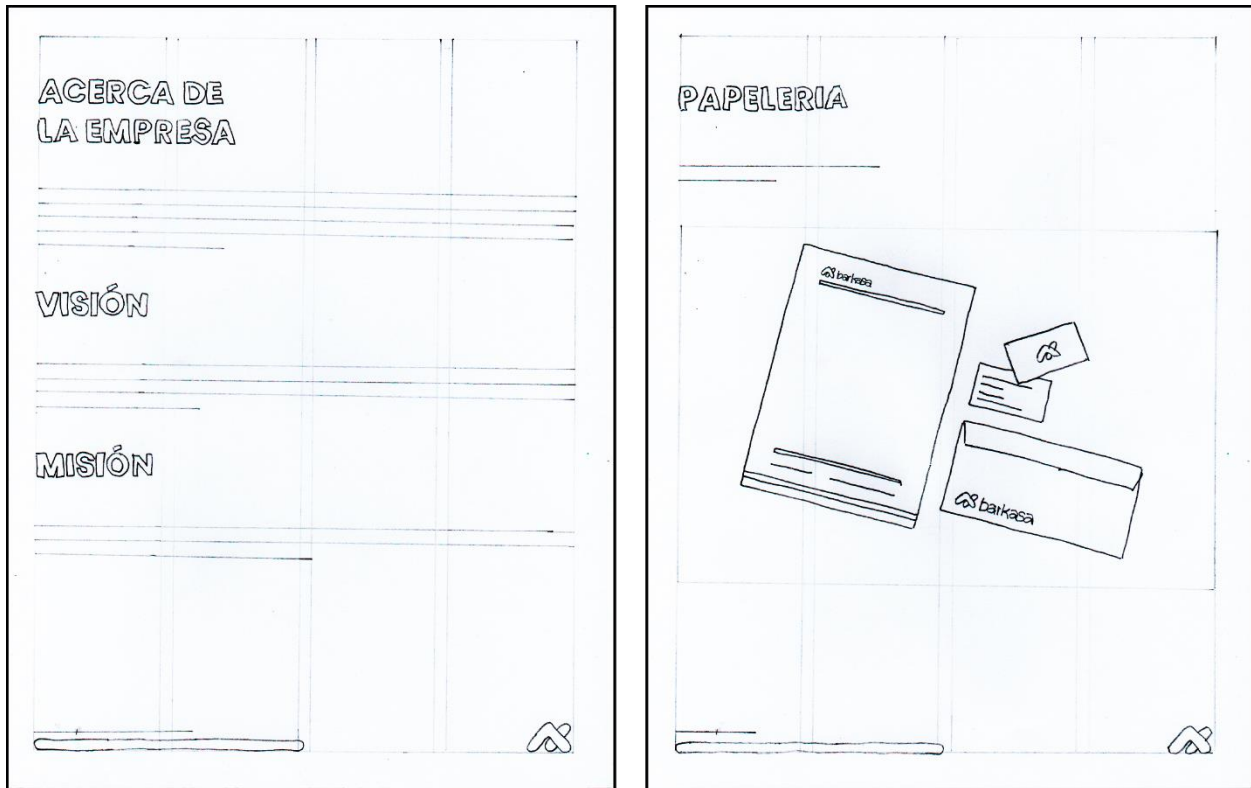 ACERCA DE
LA EMPRESA
VISIÓN
MISIÓN
PAPELERIA
barkasa
barkasa